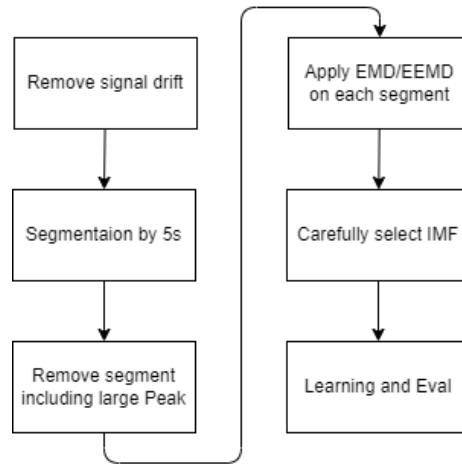 Remove signal drift
Segmentaion by 5s
Remove segment
including large Peak
Apply EMD/EEMD
on each segment
Carefully select IMF
Learning and Eval